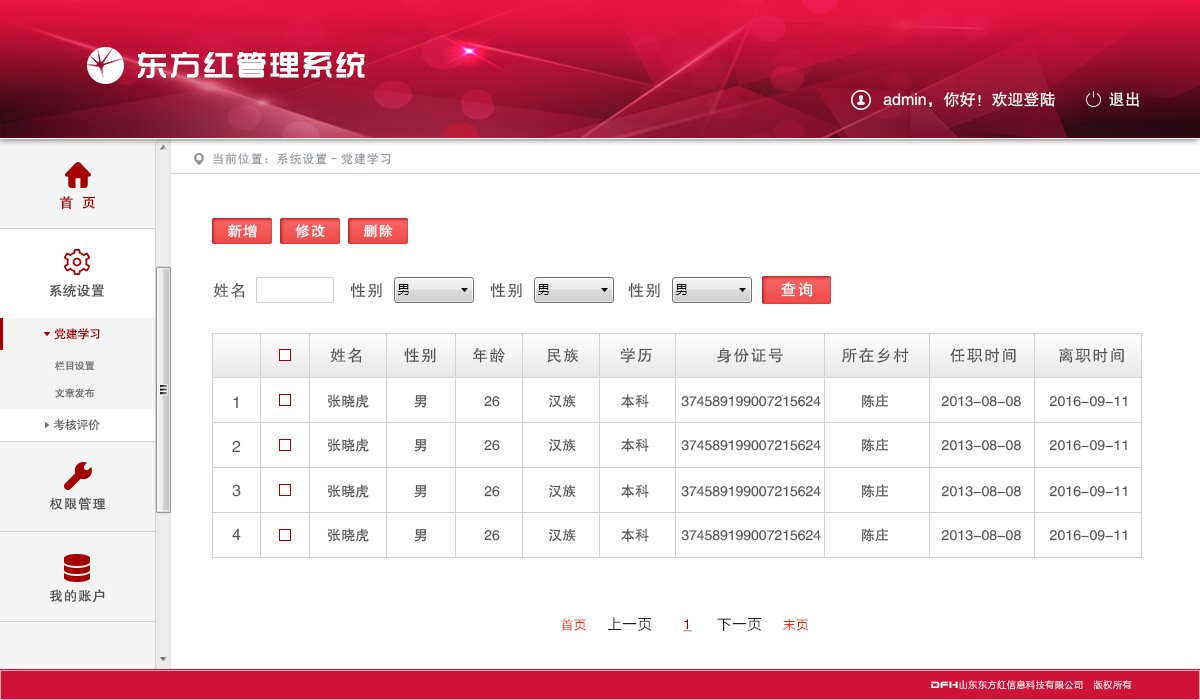 东方红管理系统
admin，你好！欢迎登陆 退出
首 页
系统设置
党建学习
栏目设置
文章发布
考核评价
权限管理
我的账户
当前位置：系统设置 - 党建学习
新增 修改 删除
姓名 性别 男 性别 男 性别 男 查询
姓名 性别 年龄 民族 学历 身份证号 所在乡村 任职时间 离职时间
1 张晓虎 男 26 汉族 本科 374589199007215624 陈庄 2013-08-08 2016-09-11
2 张晓虎 男 26 汉族 本科 374589199007215624 陈庄 2013-08-08 2016-09-11
3 张晓虎 男 26 汉族 本科 374589199007215624 陈庄 2013-08-08 2016-09-11
4 张晓虎 男 26 汉族 本科 374589199007215624 陈庄 2013-08-08 2016-09-11
首页 上一页 1 下一页 末页
DFH山东东方红信息科技有限公司 版权所有